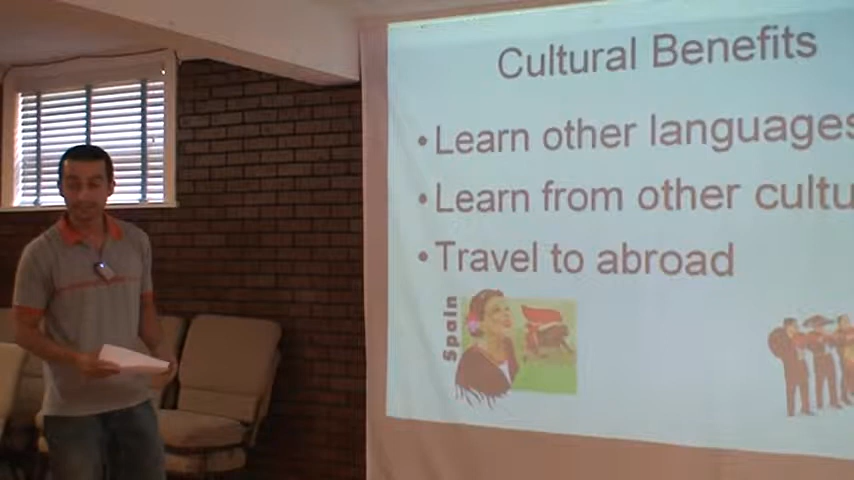 Cultural Benefits
• Learn other languages
• Learn from other cultu
• Travel to abroad
Spain